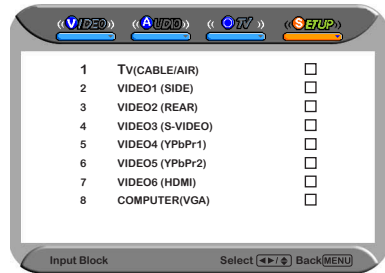 VIDEO AUDIO TV SETUP
1 TV(CABLE/AIR)
2 VIDEO1 (SIDE)
3 VIDEO2 (REAR)
4 VIDEO3 (S-VIDEO)
5 VIDEO4 (YPbPr1)
6 VIDEO5 (YPbPr2)
7 VIDEO6 (HDMI)
8 COMPUTER(VGA)
Input Block Select ◄►/♦ Back MENU